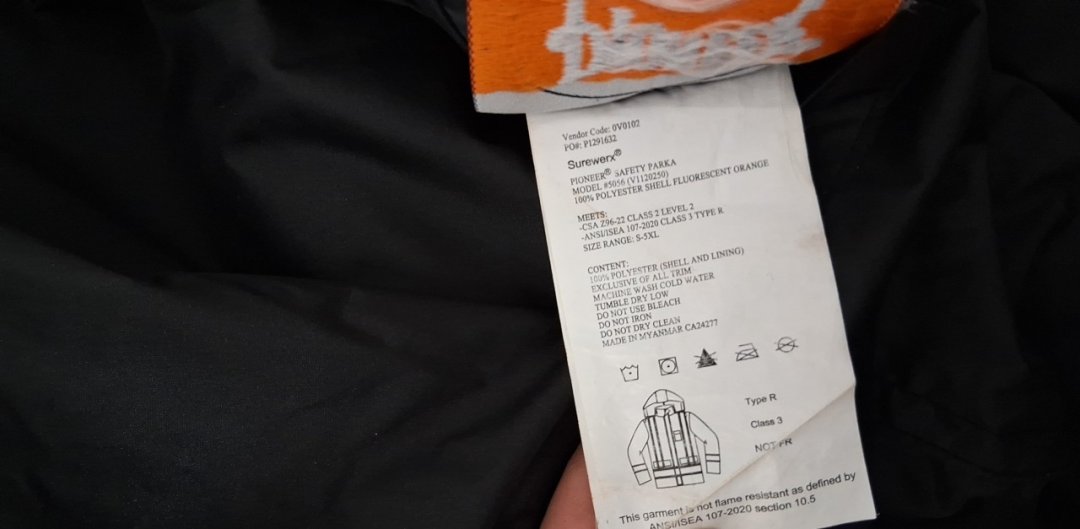 Vendor Code: 0V0102
PO#: P1291632
Surewerx®
PIONEER® SAFETY PARKA
MODEL #5056 (V1120250)
100% POLYESTER SHELL FLUORESCENT ORANGE
MEETS:
-CSA Z96-22 CLASS 2 LEVEL 2
-ANSI/ISEA 107-2020 CLASS 3 TYPE R
SIZE RANGE: S-5XL
CONTENT:
100% POLYESTER (SHELL AND LINING)
EXCLUSIVE OF ALL TRIM
MACHINE WASH COLD WATER
TUMBLE DRY LOW
DO NOT USE BLEACH
DO NOT IRON
DO NOT DRY CLEAN
MADE IN MYANMAR CA24277
Type R
Class 3
NOT FR
This garment is not flame resistant as defined by
ANSI/ISEA 107-2020 section 10.5